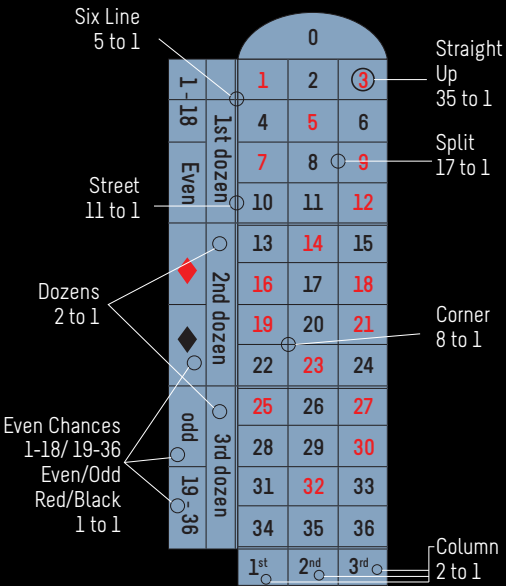 Six Line
5 to 1
0
Straight
Up
35 to 1
1 2 3
4 5 6
7 8 9
10 11 12
13 14 15
16 17 18
19 20 21
22 23 24
25 26 27
28 29 30
31 32 33
34 35 36
1st 2nd 3rd
1 - 18
Even
odd
19 - 36
1st dozen
2nd dozen
3rd dozen
Split
17 to 1
Street
11 to 1
Dozens
2 to 1
Corner
8 to 1
Even Chances
1-18/ 19-36
Even/Odd
Red/Black
1 to 1
Column
2 to 1